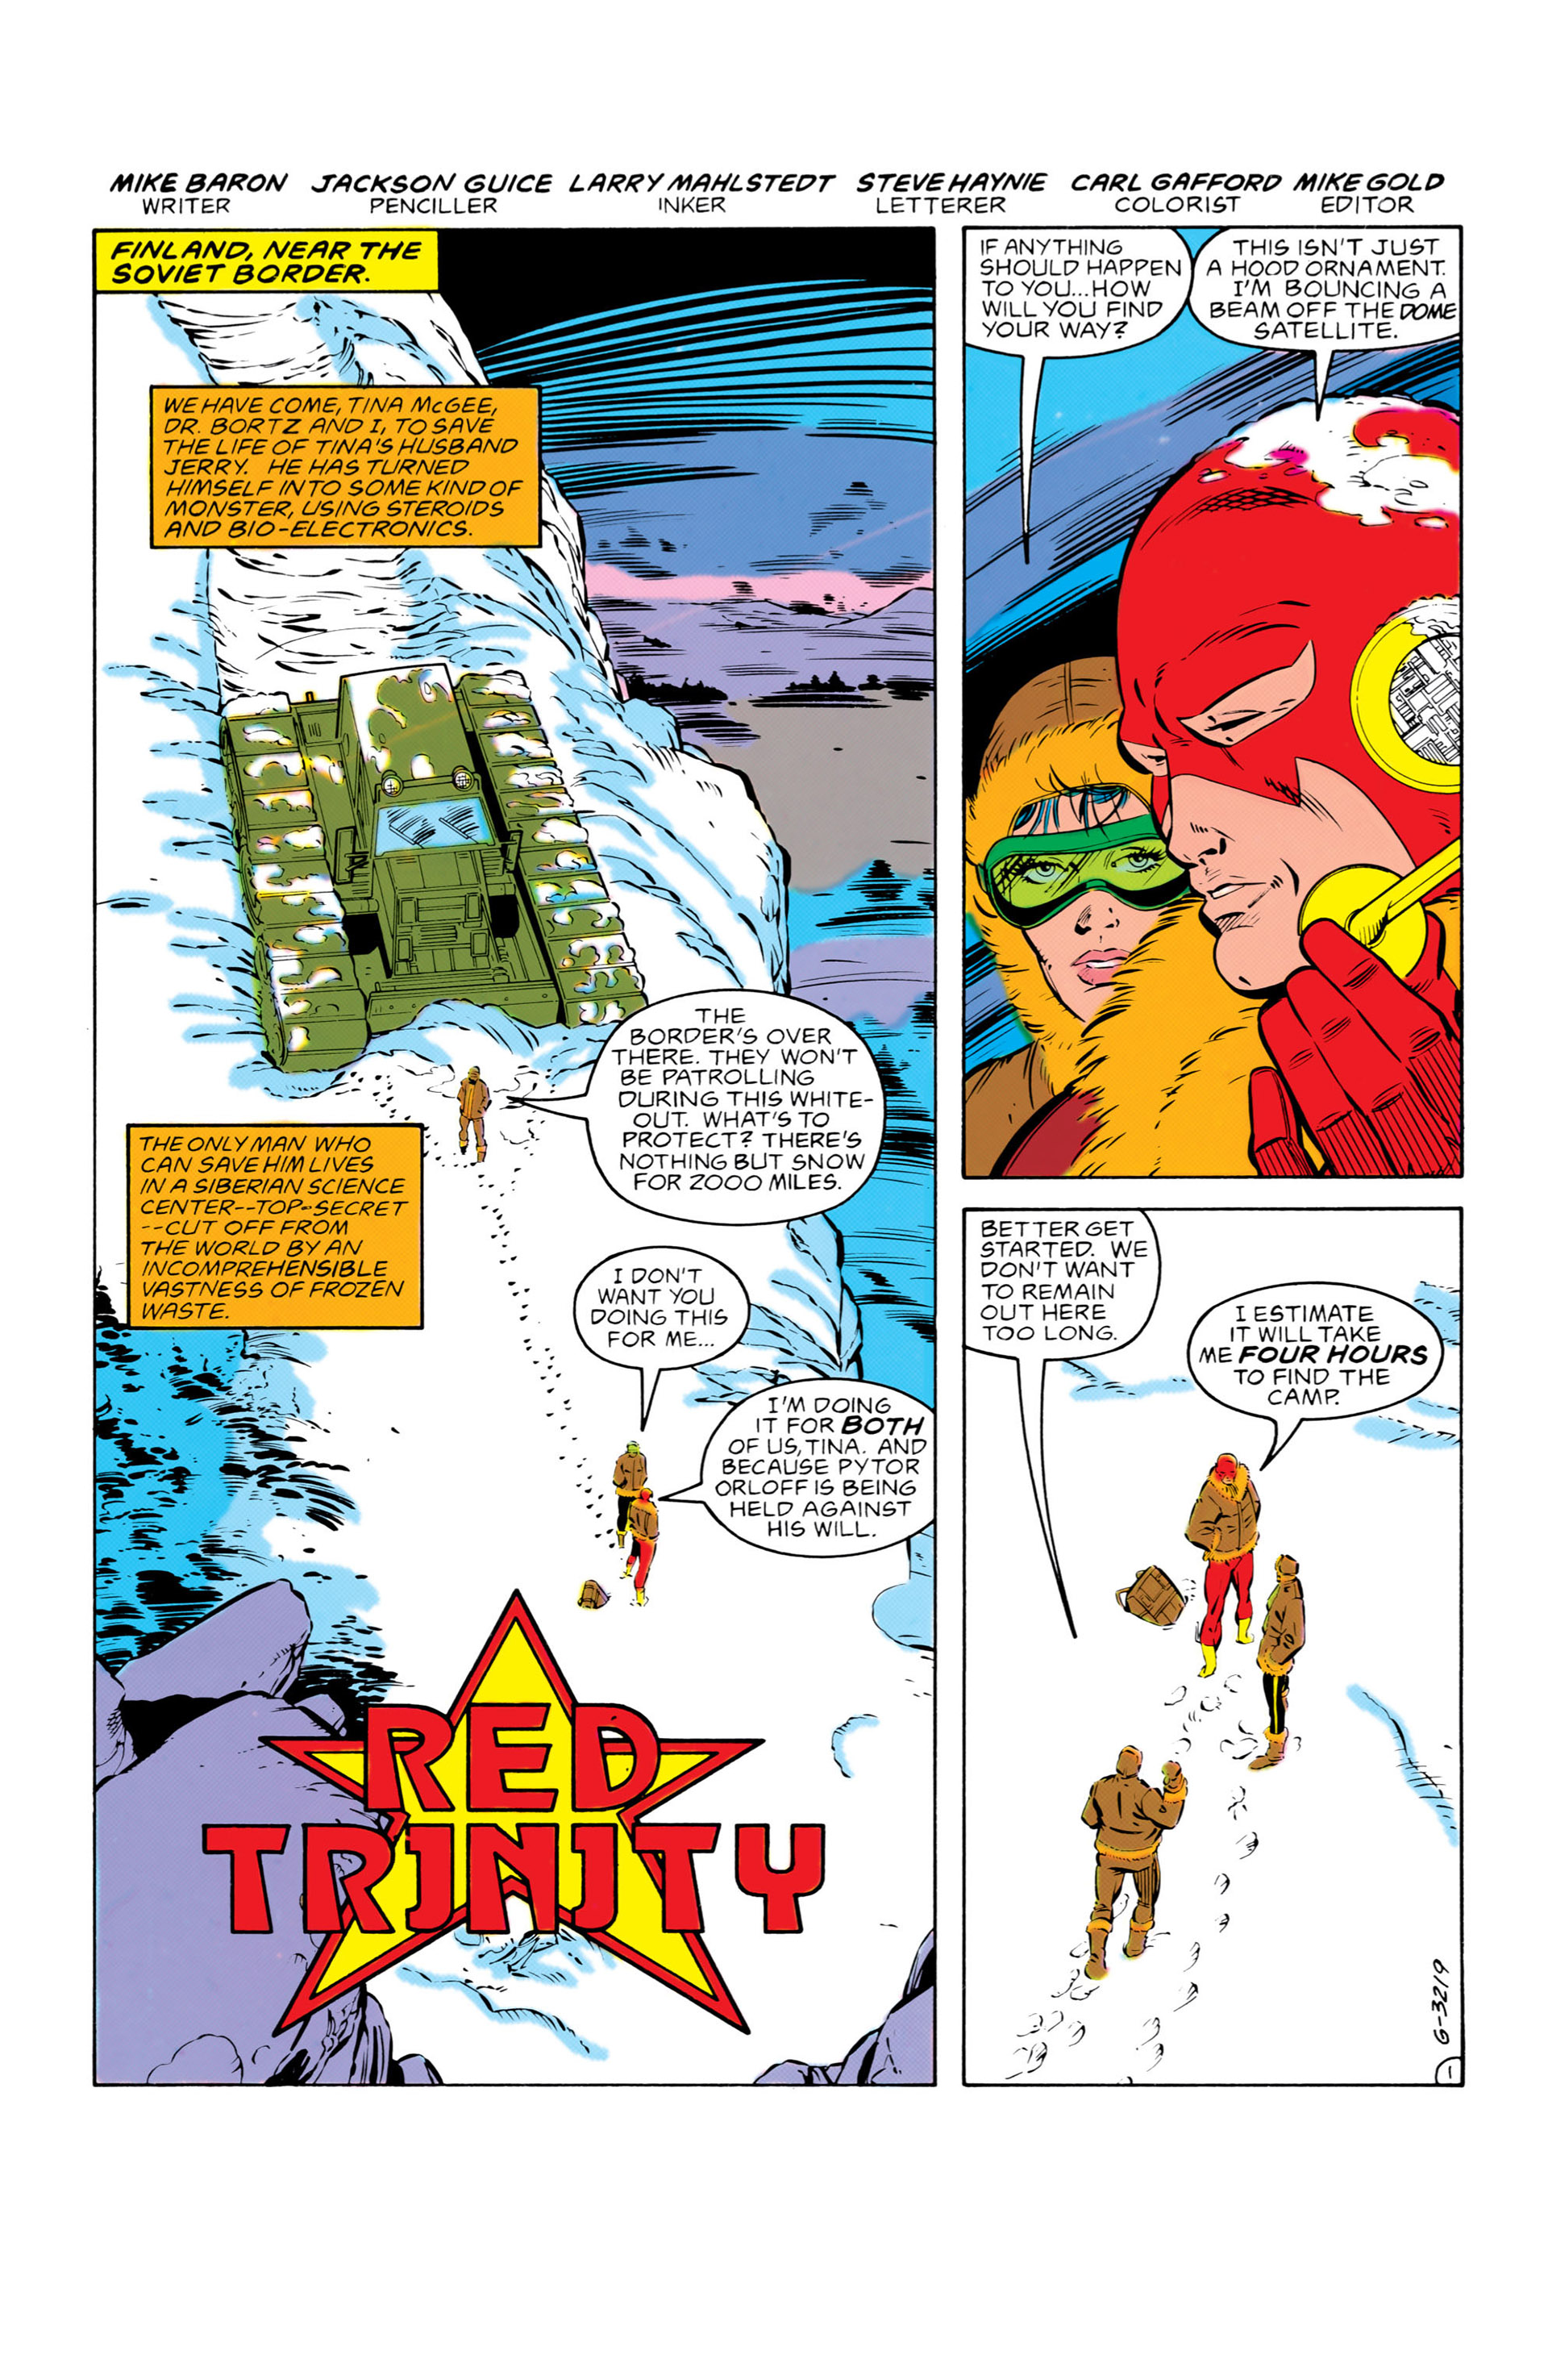 MIKE BARON JACKSON GUICE LARRY MAHLSTEDT STEVE HAYNIE CARL GAFFORD MIKE GOLD
WRITER PENCILLER INKER LETTERER COLORIST EDITOR
FINLAND, NEAR THE
SOVIET BORDER.
WE HAVE COME, TINA McGEE,
DR. BORTZ AND I, TO SAVE
THE LIFE OF TINA'S HUSBAND
JERRY. HE HAS TURNED
HIMSELF INTO SOME KIND OF
MONSTER, USING STEROIDS
AND BIO-ELECTRONICS.
THE
BORDER'S OVER
THERE. THEY WON'T
BE PATROLLING
DURING THIS WHITE-
OUT. WHAT'S TO
PROTECT? THERE'S
NOTHING BUT SNOW
FOR 2000 MILES.
THE ONLY MAN WHO
CAN SAVE HIM LIVES
IN A SIBERIAN SCIENCE
CENTER--TOP-SECRET
--CUT OFF FROM
THE WORLD BY AN
INCOMPREHENSIBLE
VASTNESS OF FROZEN
WASTE.
I DON'T
WANT YOU
DOING THIS
FOR ME...
I'M DOING
IT FOR BOTH
OF US, TINA. AND
BECAUSE PYTOR
ORLOFF IS BEING
HELD AGAINST
HIS WILL.
RED
TRINITY
IF ANYTHING
SHOULD HAPPEN
TO YOU...HOW
WILL YOU FIND
YOUR WAY?
THIS ISN'T JUST
A HOOD ORNAMENT.
I'M BOUNCING A
BEAM OFF THE DOME
SATELLITE.
BETTER GET
STARTED. WE
DON'T WANT
TO REMAIN
OUT HERE
TOO LONG.
I ESTIMATE
IT WILL TAKE
ME FOUR HOURS
TO FIND THE
CAMP.
G-3219
1